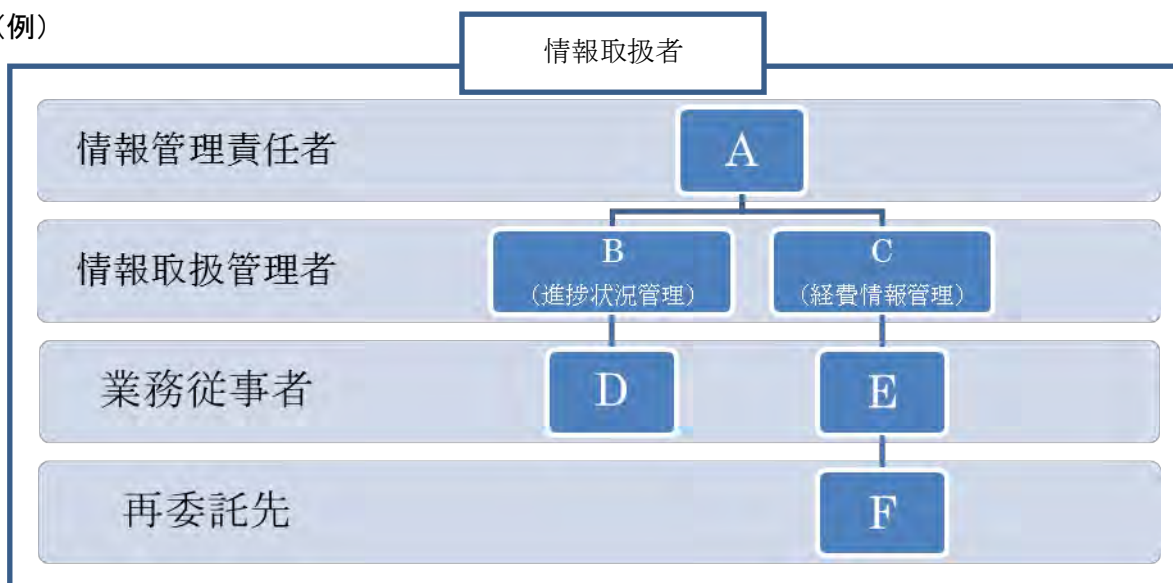 （例）
情報取扱者
情報管理責任者
A
情報取扱管理者
B
（進捗状況管理）
C
（経費情報管理）
業務従事者
D
E
再委託先
F